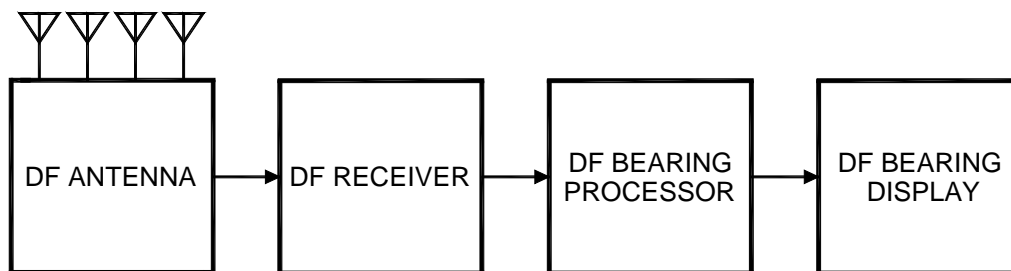 DF ANTENNA
DF RECEIVER
DF BEARING
PROCESSOR
DF BEARING
DISPLAY